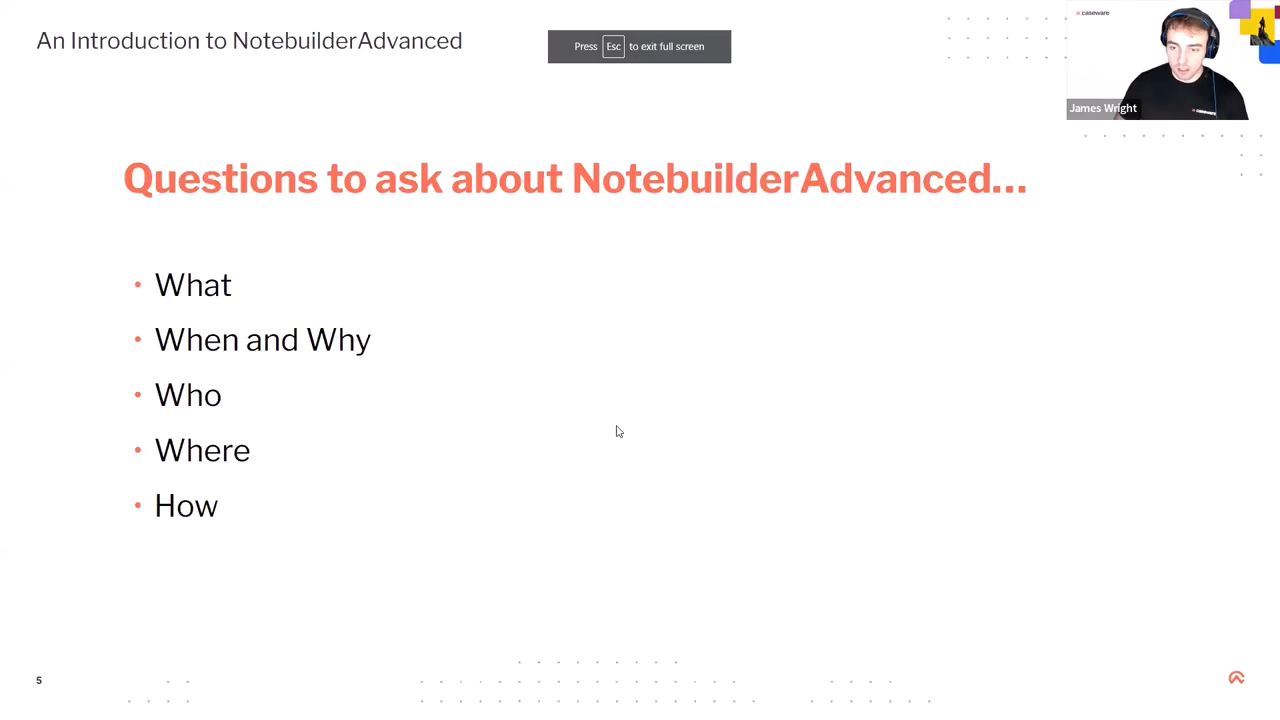 An Introduction to NotebuilderAdvanced
Press Esc to exit full screen
caseware
James Wright
CASEWARE
Questions to ask about NotebuilderAdvanced...
• What
• When and Why
• Who
• Where
• How
5